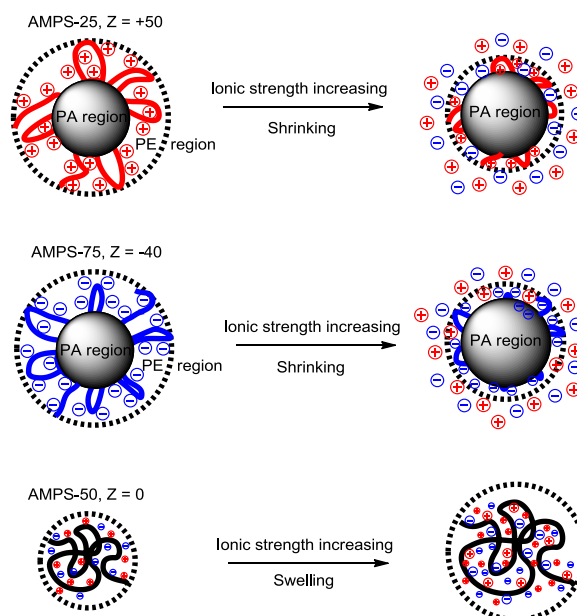 AMPS-25, Z = +50
PA region
PE region
Ionic strength increasing
Shrinking
AMPS-75, Z = -40
PA region
PE region
Ionic strength increasing
Shrinking
PA region
AMPS-50, Z = 0
Ionic strength increasing
Swelling
PA region